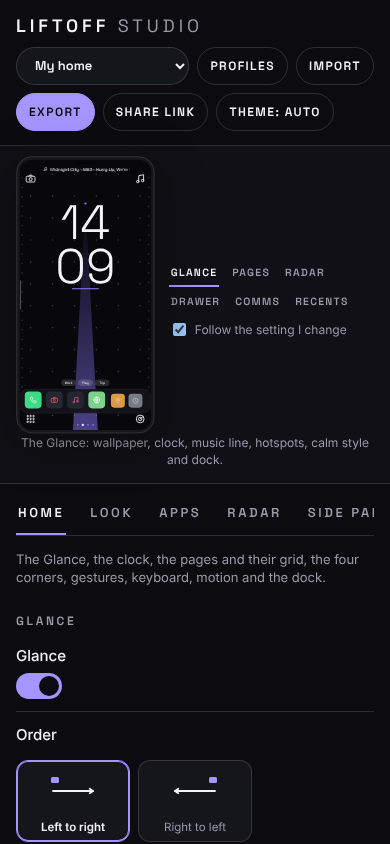 LIFTOFF STUDIO
My home
PROFILES
IMPORT
EXPORT
SHARE LINK
THEME: AUTO
14
09
GLANCE PAGES RADAR
DRAWER COMMS RECENTS
Follow the setting I change
The Glance: wallpaper, clock, music line, hotspots, calm style
and dock.
HOME LOOK APPS RADAR SIDE PA
The Glance, the clock, the pages and their grid, the four
corners, gestures, keyboard, motion and the dock.
GLANCE
Glance
Order
Left to right
Right to left